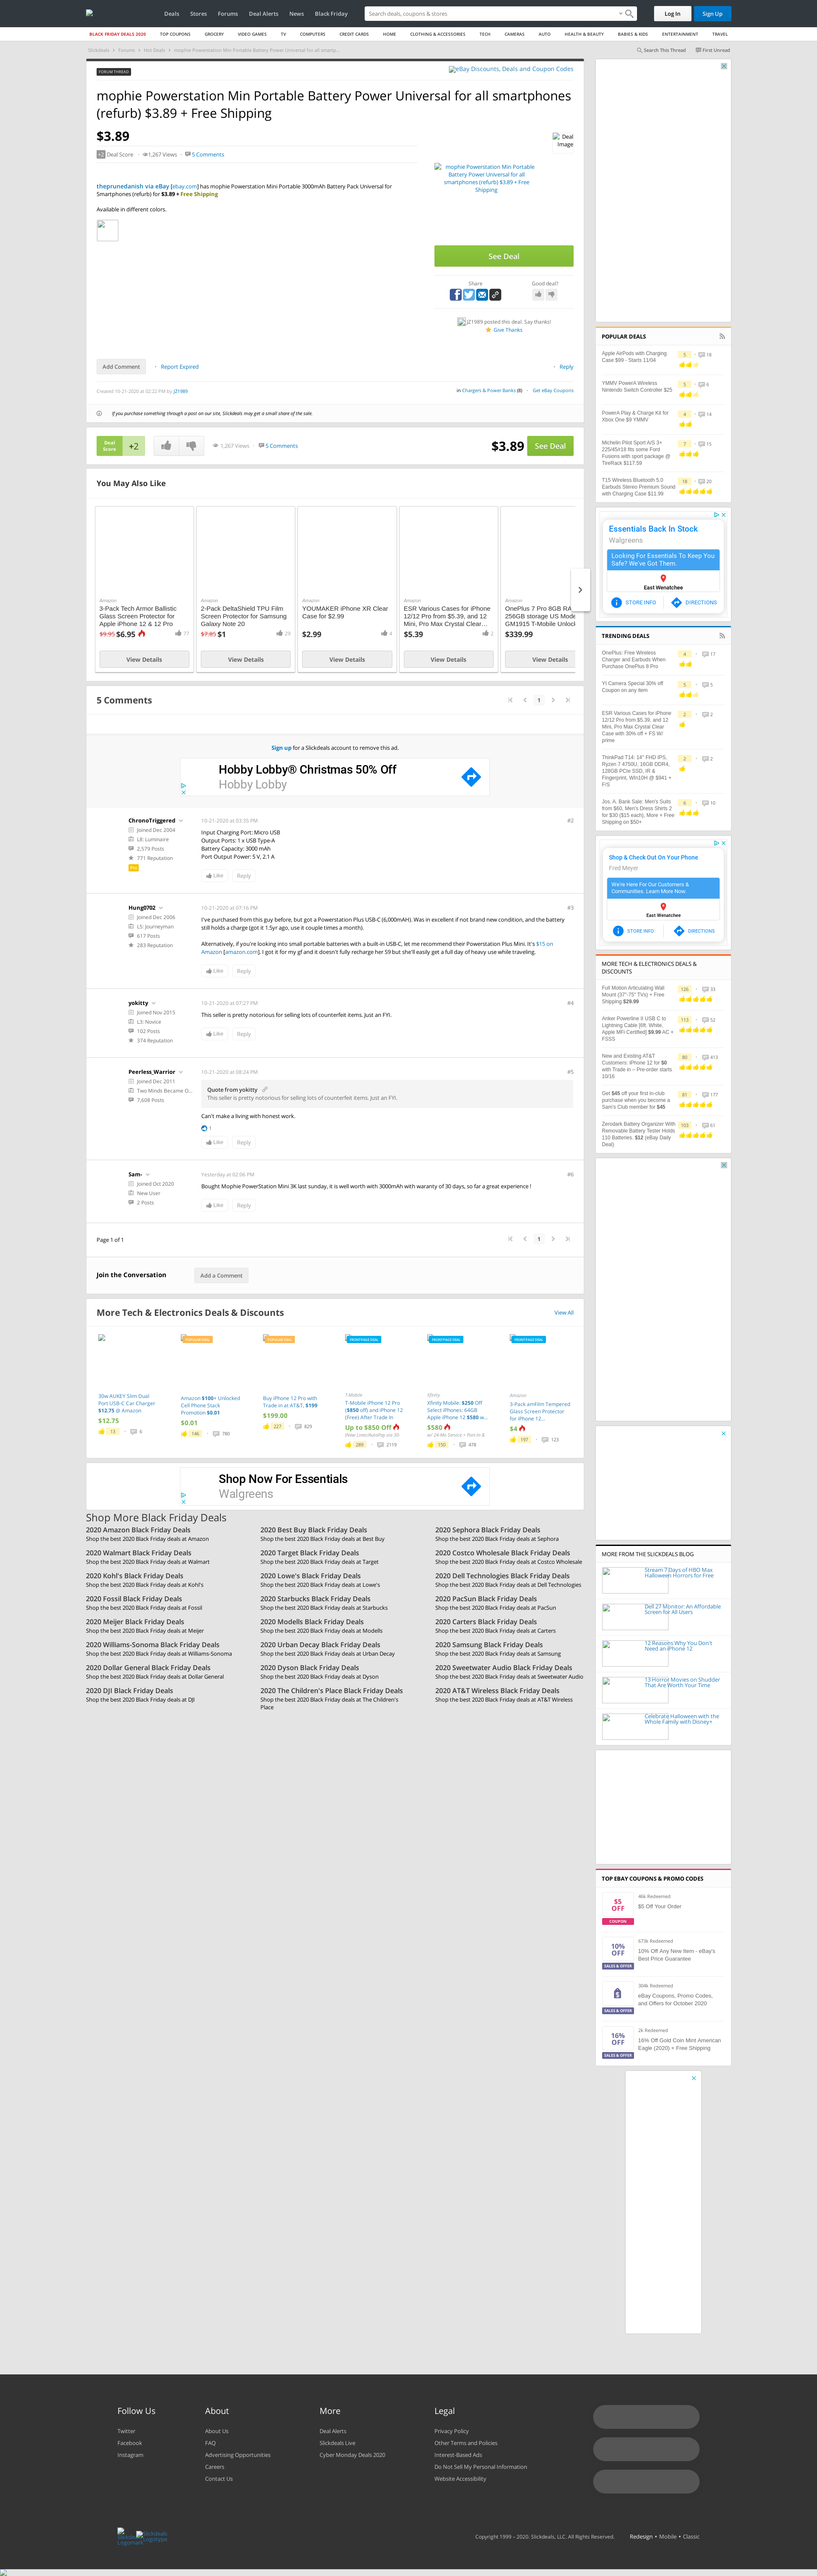 Deals Stores Forums Deal Alerts News Black Friday
Search deals, coupons & stores
Log In
Sign Up
BLACK FRIDAY DEALS 2020 TOP COUPONS GROCERY VIDEO GAMES TV COMPUTERS CREDIT CARDS HOME CLOTHING & ACCESSORIES TECH CAMERAS AUTO HEALTH & BEAUTY BABIES & KIDS ENTERTAINMENT TRAVEL
Slickdeals Forums Hot Deals mophie Powerstation Min Portable Battery Power Universal for all smartp...
Search This Thread First Unread
FORUM THREAD
eBay Discounts, Deals and Coupon Codes
mophie Powerstation Min Portable Battery Power Universal for all smartphones
(refurb) $3.89 + Free Shipping
$3.89
+2 Deal Score 1,267 Views 5 Comments
Deal Image
mophie Powerstation Min Portable
Battery Power Universal for all
smartphones (refurb) $3.89 + Free
Shipping
theprunedanish via eBay [ebay.com] has mophie Powerstation Mini Portable 3000mAh Battery Pack Universal for
Smartphones (refurb) for $3.89 + Free Shipping
Available in different colors.
See Deal
Share
Good deal?
JZ1989 posted this deal. Say thanks!
Give Thanks
Add Comment
Report Expired
Reply
Created 10-21-2020 at 02:22 PM by JZ1989
in Chargers & Power Banks (8) Get eBay Coupons
If you purchase something through a post on our site, Slickdeals may get a small share of the sale.
Deal
Score
+2
1,267 Views
5 Comments
$3.89
See Deal
You May Also Like
Amazon
3-Pack Tech Armor Ballistic
Glass Screen Protector for
Apple iPhone 12 & 12 Pro
$9.95 $6.95 77
View Details
Amazon
2-Pack DeltaShield TPU Film
Screen Protector for Samsung
Galaxy Note 20
$7.85 $1 29
View Details
Amazon
YOUMAKER iPhone XR Clear
Case for $2.99
$2.99 4
View Details
Amazon
ESR Various Cases for iPhone
12/12 Pro from $5.39, and 12
Mini, Pro Max Crystal Clear...
$5.39 2
View Details
Amazon
OnePlus 7 Pro 8GB RA
256GB storage US Mode
GM1915 T-Mobile Unlock
$339.99
View Details
5 Comments
1
Sign up for a Slickdeals account to remove this ad.
Hobby Lobby® Christmas 50% Off
Hobby Lobby
ChronoTriggered
Joined Dec 2004
L8: Luminaire
2,579 Posts
771 Reputation
Pro
10-21-2020 at 03:35 PM
#2
Input Charging Port: Micro USB
Output Ports: 1 x USB Type-A
Battery Capacity: 3000 mAh
Port Output Power: 5 V, 2.1 A
Like Reply
Hung0702
Joined Dec 2006
L5: Journeyman
617 Posts
283 Reputation
10-21-2020 at 07:16 PM
#3
I've purchased from this guy before, but got a Powerstation Plus USB-C (6,000mAH). Was in excellent if not brand new condition, and the battery
still holds a charge (got it 1.5yr ago, use it couple times a month).
Alternatively, if you're looking into small portable batteries with a built-in USB-C, let me recommend their Powerstation Plus Mini. It's $15 on
Amazon [amazon.com]. I got it for my gf and it doesn't fully recharge her S9 but she'll easily get a full day of heavy use while traveling.
Like Reply
yokitty
Joined Nov 2015
L3: Novice
102 Posts
374 Reputation
10-21-2020 at 07:27 PM
#4
This seller is pretty notorious for selling lots of counterfeit items. Just an FYI.
Like Reply
Peerless_Warrior
Joined Dec 2011
Two Minds Became O...
7,608 Posts
10-21-2020 at 08:24 PM
#5
Quote from yokitty
This seller is pretty notorious for selling lots of counterfeit items. Just an FYI.
Can't make a living with honest work.
1
Like Reply
Sam-
Joined Oct 2020
New User
2 Posts
Yesterday at 02:06 PM
#6
Bought Mophie PowerStation Mini 3K last sunday, it is well worth with 3000mAh with waranty of 30 days, so far a great experience !
Like Reply
Page 1 of 1
1
Join the Conversation
Add a Comment
More Tech & Electronics Deals & Discounts
View All
30w AUKEY Slim Dual
Port USB-C Car Charger
$12.75 @ Amazon
$12.75
13 6
POPULAR DEAL
Amazon $100+ Unlocked
Cell Phone Stack
Promotion $0.01
$0.01
146 780
POPULAR DEAL
Buy iPhone 12 Pro with
Trade in at AT&T, $199
$199.00
227 829
FRONTPAGE DEAL
T-Mobile
T-Mobile iPhone 12 Pro
($850 off) and iPhone 12
(Free) After Trade In
Up to $850 Off
289 2119
FRONTPAGE DEAL
Xfinity
Xfinity Mobile: $250 Off
Select iPhones: 64GB
Apple iPhone 12 $580 w...
$580
w/ 24-Mo Service + Port-In &
159 478
FRONTPAGE DEAL
Amazon
3-Pack amFilm Tempered
Glass Screen Protector
for iPhone 12...
$4
197 123
Shop Now For Essentials
Walgreens
Shop More Black Friday Deals
2020 Amazon Black Friday Deals
Shop the best 2020 Black Friday deals at Amazon
2020 Best Buy Black Friday Deals
Shop the best 2020 Black Friday deals at Best Buy
2020 Sephora Black Friday Deals
Shop the best 2020 Black Friday deals at Sephora
2020 Walmart Black Friday Deals
Shop the best 2020 Black Friday deals at Walmart
2020 Target Black Friday Deals
Shop the best 2020 Black Friday deals at Target
2020 Costco Wholesale Black Friday Deals
Shop the best 2020 Black Friday deals at Costco Wholesale
2020 Kohl's Black Friday Deals
Shop the best 2020 Black Friday deals at Kohl's
2020 Lowe's Black Friday Deals
Shop the best 2020 Black Friday deals at Lowe's
2020 Dell Technologies Black Friday Deals
Shop the best 2020 Black Friday deals at Dell Technologies
2020 Fossil Black Friday Deals
Shop the best 2020 Black Friday deals at Fossil
2020 Starbucks Black Friday Deals
Shop the best 2020 Black Friday deals at Starbucks
2020 PacSun Black Friday Deals
Shop the best 2020 Black Friday deals at PacSun
2020 Meijer Black Friday Deals
Shop the best 2020 Black Friday deals at Meijer
2020 Modells Black Friday Deals
Shop the best 2020 Black Friday deals at Modells
2020 Carters Black Friday Deals
Shop the best 2020 Black Friday deals at Carters
2020 Williams-Sonoma Black Friday Deals
Shop the best 2020 Black Friday deals at Williams-Sonoma
2020 Urban Decay Black Friday Deals
Shop the best 2020 Black Friday deals at Urban Decay
2020 Samsung Black Friday Deals
Shop the best 2020 Black Friday deals at Samsung
2020 Dollar General Black Friday Deals
Shop the best 2020 Black Friday deals at Dollar General
2020 Dyson Black Friday Deals
Shop the best 2020 Black Friday deals at Dyson
2020 Sweetwater Audio Black Friday Deals
Shop the best 2020 Black Friday deals at Sweetwater Audio
2020 DJI Black Friday Deals
Shop the best 2020 Black Friday deals at DJI
2020 The Children's Place Black Friday Deals
Shop the best 2020 Black Friday deals at The Children's
Place
2020 AT&T Wireless Black Friday Deals
Shop the best 2020 Black Friday deals at AT&T Wireless
POPULAR DEALS
Apple AirPods with Charging
Case $99 - Starts 11/04
5 18
YMMV PowerA Wireless
Nintendo Switch Controller $25
5 6
PowerA Play & Charge Kit for
Xbox One $9 YMMV
4 14
Michelin Pilot Sport A/S 3+
225/45r18 fits some Ford
Fusions with sport package @
TireRack $117.59
7 15
T15 Wireless Bluetooth 5.0
Earbuds Stereo Premium Sound
with Charging Case $11.99
18 20
Essentials Back In Stock
Walgreens
Looking For Essentials To Keep You
Safe? We've Got Them.
East Wenatchee
STORE INFO DIRECTIONS
TRENDING DEALS
OnePlus: Free Wireless
Charger and Earbuds When
Purchase OnePlus 8 Pro
4 17
YI Camera Special 30% off
Coupon on any item
5 5
ESR Various Cases for iPhone
12/12 Pro from $5.39, and 12
Mini, Pro Max Crystal Clear
Case with 30% off + FS W/
prime
2 2
ThinkPad T14: 14" FHD IPS,
Ryzen 7 4750U, 16GB DDR4,
128GB PCIe SSD, IR &
Fingerprint, Win10H @ $941 +
F/S
2 2
Jos. A. Bank Sale: Men's Suits
from $60, Men's Dress Shirts 2
for $30 ($15 each), More + Free
Shipping on $50+
6 10
Shop & Check Out On Your Phone
Fred Meyer
We're Here For Our Customers &
Communities. Learn More Now
East Wenatchee
STORE INFO DIRECTIONS
MORE TECH & ELECTRONICS DEALS &
DISCOUNTS
Full Motion Articulating Wall
Mount (37"-75" TVs) + Free
Shipping $29.99
126 33
Anker Powerline II USB C to
Lightning Cable [6ft, White,
Apple MFi Certified] $9.99 AC +
FSSS
113 52
New and Existing AT&T
Customers: iPhone 12 for $0
with Trade in – Pre-order starts
10/16
80 413
Get $45 off your first in-club
purchase when you become a
Sam's Club member for $45
81 177
Zerodark Battery Organizer With
Removable Battery Tester Holds
110 Batteries. $12 (eBay Daily
Deal)
103 61
MORE FROM THE SLICKDEALS BLOG
Stream 7 Days of HBO Max
Halloween Horrors for Free
Dell 27 Monitor: An Affordable
Screen for All Users
12 Reasons Why You Don't
Need an iPhone 12
13 Horror Movies on Shudder
That Are Worth Your Time
Celebrate Halloween with the
Whole Family with Disney+
TOP EBAY COUPONS & PROMO CODES
$5
OFF
COUPON
46k Redeemed
$5 Off Your Order
10%
OFF
SALES & OFFER
673k Redeemed
10% Off Any New Item - eBay's
Best Price Guarantee
SALES & OFFER
304k Redeemed
eBay Coupons, Promo Codes,
and Offers for October 2020
16%
OFF
SALES & OFFER
2k Redeemed
16% Off Gold Coin Mint American
Eagle (2020) + Free Shipping
Follow Us
Twitter
Facebook
Instagram
About
About Us
FAQ
Advertising Opportunities
Careers
Contact Us
More
Deal Alerts
Slickdeals Live
Cyber Monday Deals 2020
Legal
Privacy Policy
Other Terms and Policies
Interest-Based Ads
Do Not Sell My Personal Information
Website Accessibility
Slickdeals
Logomark
Slickdeals
Logotype
Copyright 1999 – 2020. Slickdeals, LLC. All Rights Reserved.
Redesign • Mobile • Classic